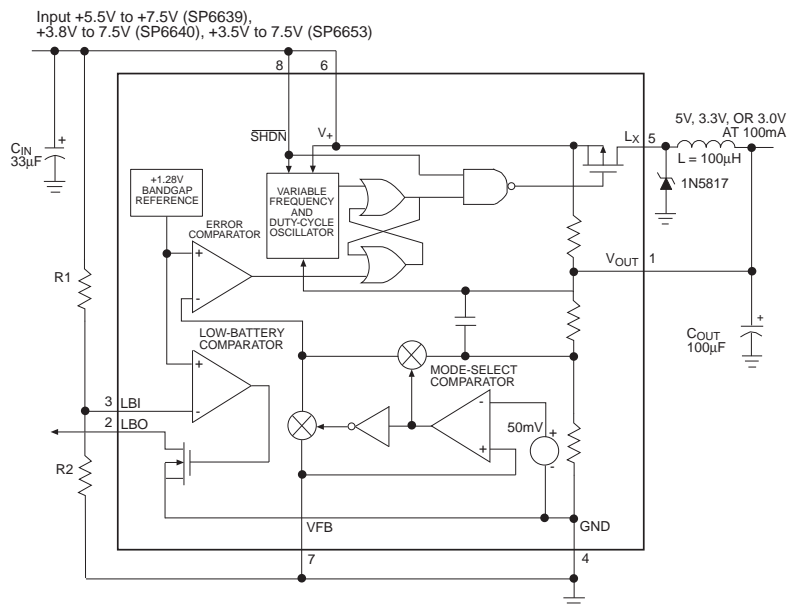 Input +5.5V to +7.5V (SP6639),
+3.8V to 7.5V (SP6640), +3.5V to 7.5V (SP6653)
8
6
CIN
33µF
+
SHDN
V+
LX
5
5V, 3.3V, OR 3.0V
AT 100mA
L = 100µH
1N5817
+1.28V
BANDGAP
REFERENCE
VARIABLE
FREQUENCY
AND
DUTY-CYCLE
OSCILLATOR
ERROR
COMPARATOR
+
-
R1
VOUT
1
LOW-BATTERY
COMPARATOR
+
-
MODE-SELECT
COMPARATOR
-
+
50mV
+
-
COUT
100µF
+
3
LBI
2
LBO
R2
VFB
GND
7
4